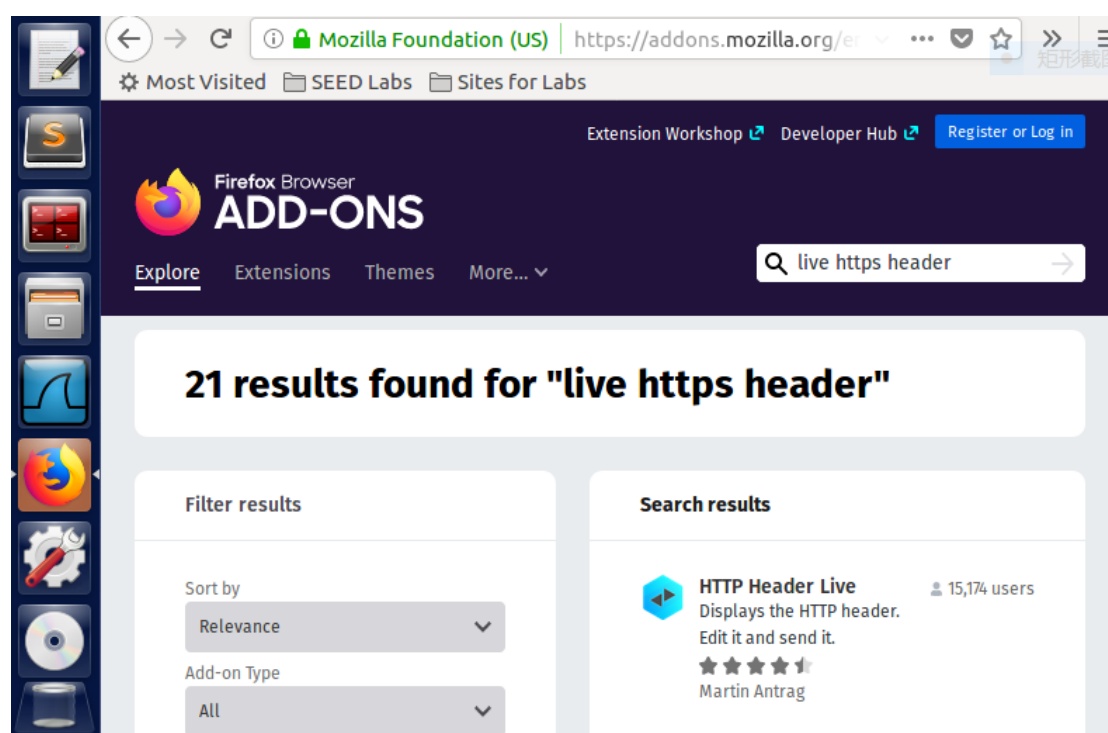 Mozilla Foundation (US) https://addons.mozilla.org/e
矩形截
Most Visited SEED Labs Sites for Labs
Extension Workshop Developer Hub Register or Log in
Firefox Browser
ADD-ONS
Explore Extensions Themes More...
live https header
21 results found for "live https header"
Filter results
Search results
Sort by
Relevance
Add-on Type
All
HTTP Header Live
15,174 users
Displays the HTTP header.
Edit it and send it.
Martin Antrag